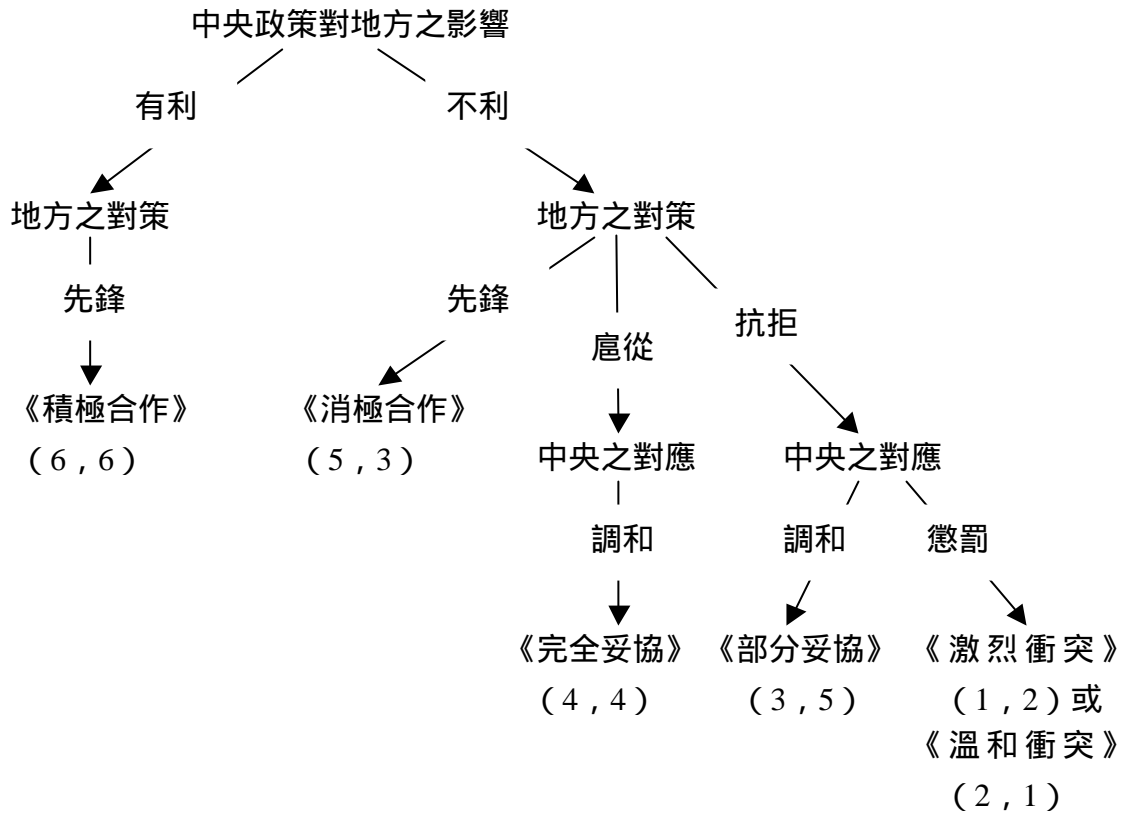 中央政策對地方之影響
有利 不利
地方之對策 地方之對策
先鋒 先鋒 扈從 抗拒
《積極合作》 《消極合作》
(6,6) (5,3) 中央之對應 中央之對應
調和 調和 懲罰
《完全妥協》 《部分妥協》 《激烈衝突》
(4,4) (3,5) (1,2)或
《溫和衝突》
(2,1)